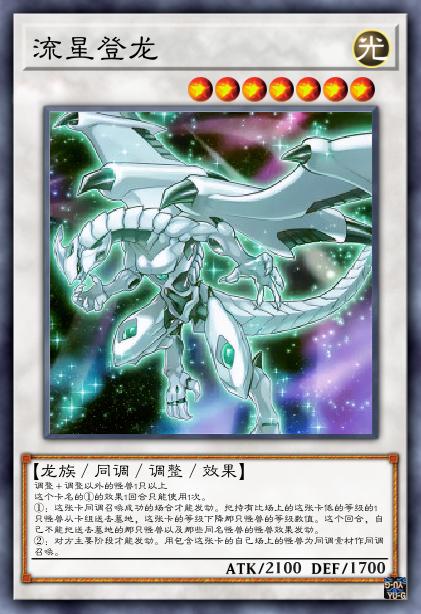 流星登龙
光
【龙族／同调／调整／效果】
调整＋调整以外的怪兽1只以上
这个卡名的①的效果1回合只能使用1次。
①：这张卡同调召唤成功的场合才能发动。把持有比场上的这张卡低的等级的1
只怪兽从卡组送去墓地，这张卡的等级下降那只怪兽的等级数值。这个回合，自
己不能把送去墓地的那只怪兽以及那些同名怪兽的怪兽效果发动。
②：对方主要阶段才能发动。用包含这张卡的自己场上的怪兽为同调素材作同调
召唤。
ATK/2100 DEF/1700